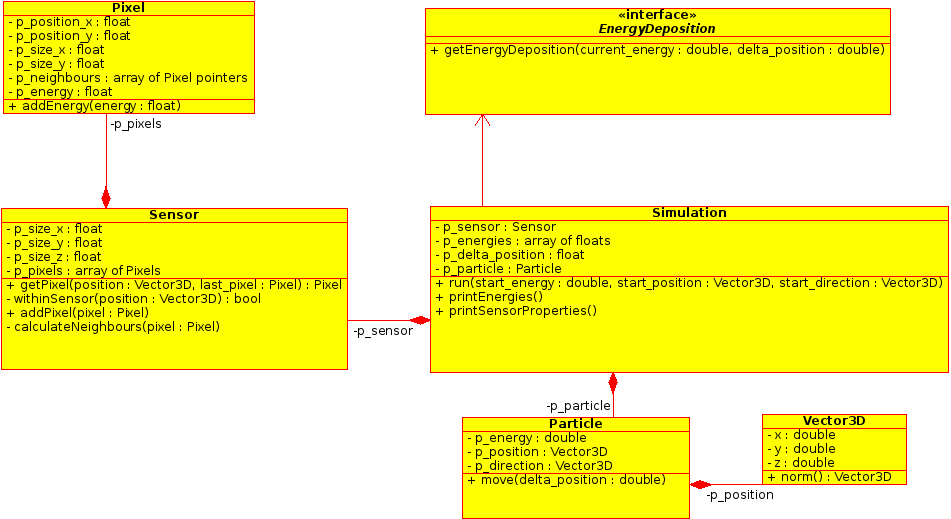 Pixel
- p_position_x : float
- p_position_y : float
- p_size_x : float
- p_size_y : float
- p_neighbours : array of Pixel pointers
- p_energy : float
+ addEnergy(energy : float)
-p_pixels
«interface»
EnergyDeposition
+ getEnergyDeposition(current_energy : double, delta_position : double)
Sensor
- p_size_x : float
- p_size_y : float
- p_size_z : float
- p_pixels : array of Pixels
+ getPixel(position : Vector3D, last_pixel : Pixel) : Pixel
- withinSensor(position : Vector3D) : bool
+ addPixel(pixel : Pixel)
- calculateNeighbours(pixel : Pixel)
-p_sensor
Simulation
- p_sensor : Sensor
- p_energies : array of floats
- p_delta_position : float
- p_particle : Particle
+ run(start_energy : double, start_position : Vector3D, start_direction : Vector3D)
+ printEnergies()
+ printSensorProperties()
-p_particle
Particle
- p_energy : double
- p_position : Vector3D
- p_direction : Vector3D
+ move(delta_position : double)
-p_position
Vector3D
- x : double
- y : double
- z : double
+ norm() : Vector3D